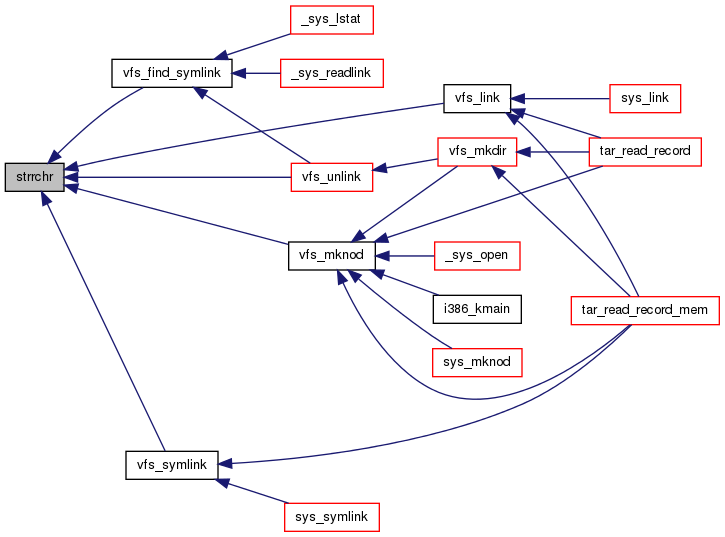 _sys_lstat
vfs_find_symlink
_sys_readlink
vfs_link
sys_link
vfs_mkdir
tar_read_record
strrchr
vfs_unlink
vfs_mknod
_sys_open
i386_kmain
tar_read_record_mem
sys_mknod
vfs_symlink
sys_symlink